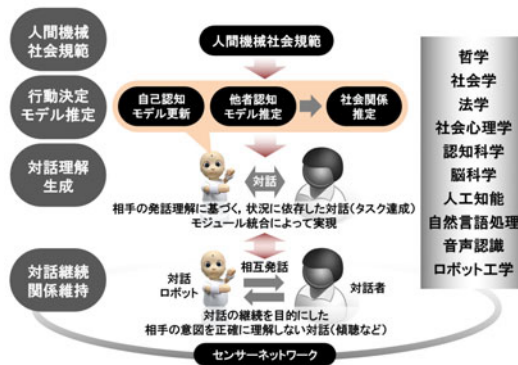 人間機械
社会規範
人間機械社会規範
行動決定
モデル推定
自己認知
モデル更新
他者認知
モデル推定
社会関係
推定
対話理解
生成
対話
相手の発話理解に基づく，状況に依存した対話(タスク達成)
モジュール統合によって実現
対話継続
関係維持
対話
ロボット
相互発話
対話者
対話の継続を目的にした
相手の意図を正確に理解しない対話(傾聴など)
センサーネットワーク
哲学
社会学
法学
社会心理学
認知科学
脳科学
人工知能
自然言語処理
音声認識
ロボット工学